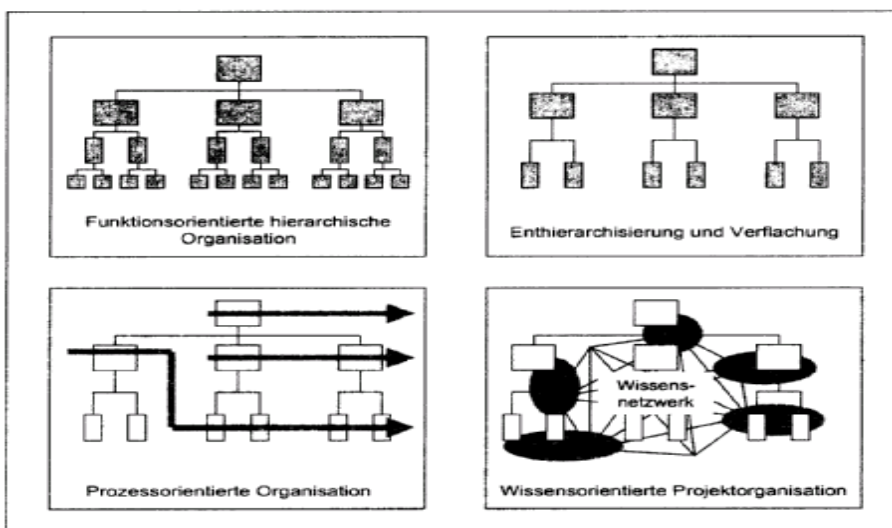 Funktionsorientierte hierarchische
Organisation
Enthierarchisierung und Verflachung
Wissens-
netzwerk
Prozessorientierte Organisation
Wissensorientierte Projektorganisation